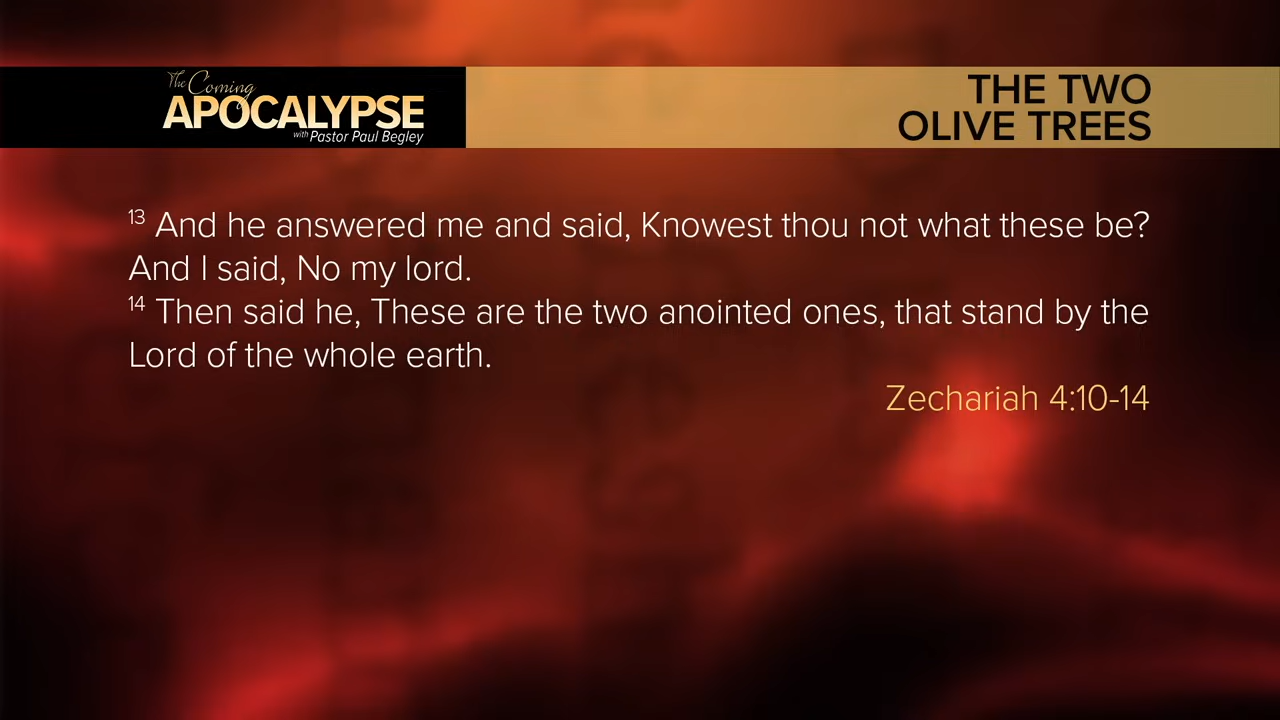 The Coming
APOCALYPSE
with Pastor Paul Begley
THE TWO
OLIVE TREES
13 And he answered me and said, Knowest thou not what these be?
And I said, No my lord.
14 Then said he, These are the two anointed ones, that stand by the
Lord of the whole earth.
Zechariah 4:10-14